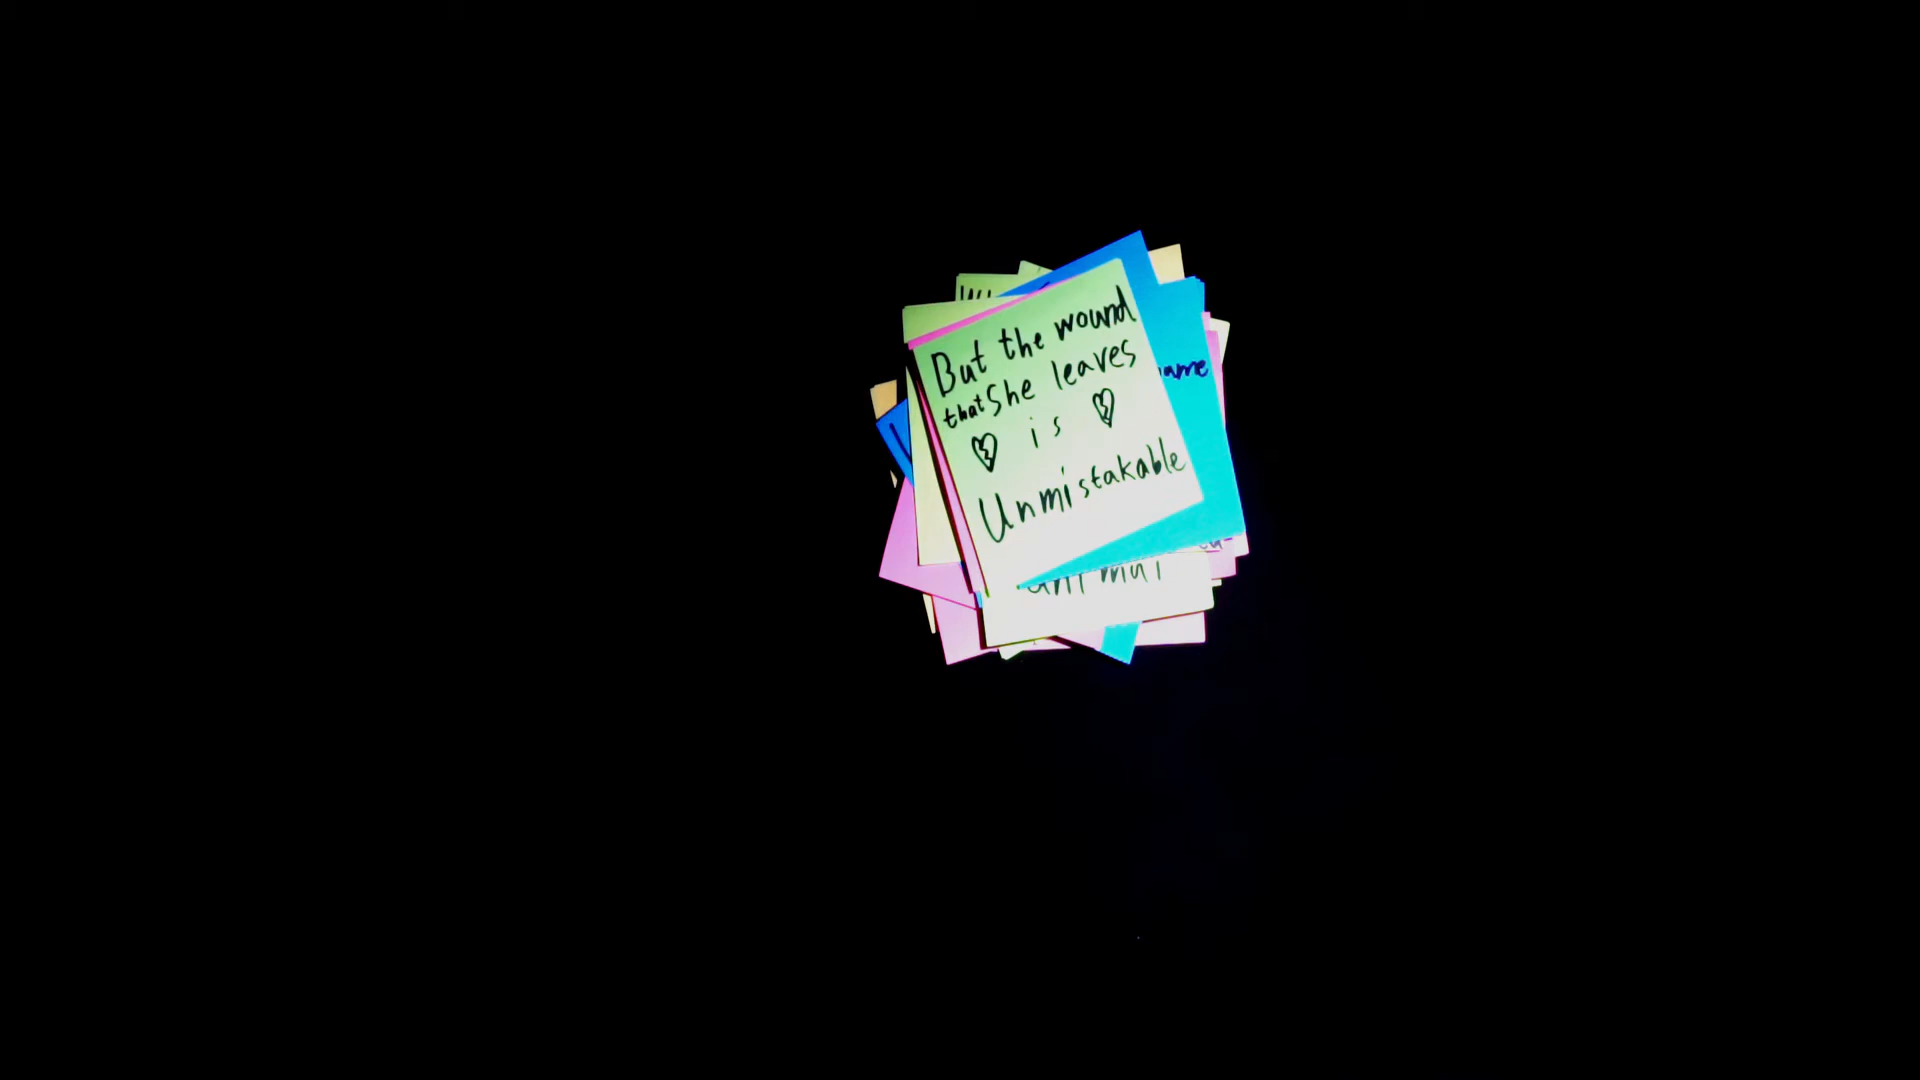 But the wound
that She leaves
is
Unmistakable